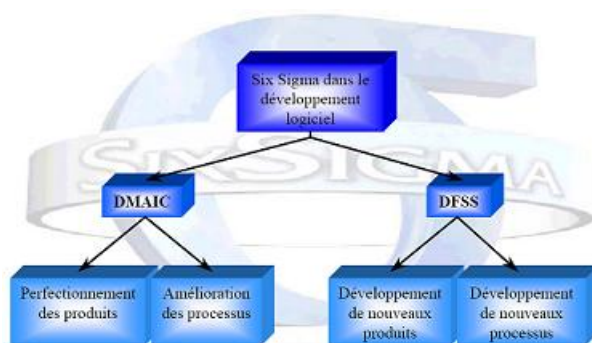 Six Sigma dans le
développement
logiciel
SIXSIGMA
DMAIC
DFSS
Perfectionnement
des produits
Amélioration
des processus
Développement
de nouveaux
produits
Développement
de nouveaux
processus